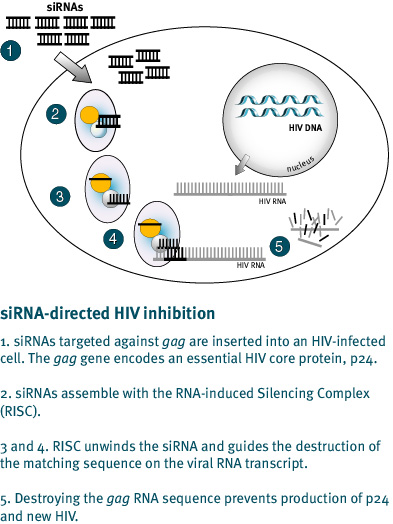 siRNAs
1
2
HIV DNA
nucleus
3
HIV RNA
4
5
HIV RNA
siRNA-directed HIV inhibition
1. siRNAs targeted against gag are inserted into an HIV-infected
cell. The gag gene encodes an essential HIV core protein, p24.
2. siRNAs assemble with the RNA-induced Silencing Complex
(RISC).
3 and 4. RISC unwinds the siRNA and guides the destruction of
the matching sequence on the viral RNA transcript.
5. Destroying the gag RNA sequence prevents production of p24
and new HIV.